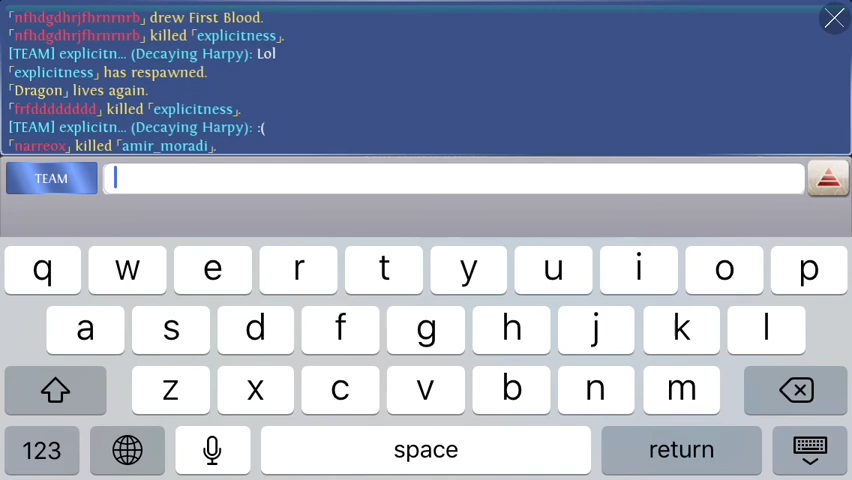 「nfhdgdhrjfhrnrnrb」 drew First Blood.
「nfhdgdhrjfhrnrnrb」 killed 「explicitness」.
[TEAM] explicitn... (Decaying Harpy): Lol
「explicitness」 has respawned.
「Dragon」 lives again.
「frfdddddddd」 killed 「explicitness」.
[TEAM] explicitn... (Decaying Harpy): :(
「narreox」 killed 「amir_moradi」.
TEAM
q w e r t y u i o p
a s d f g h j k l
z x c v b n m
123 space return